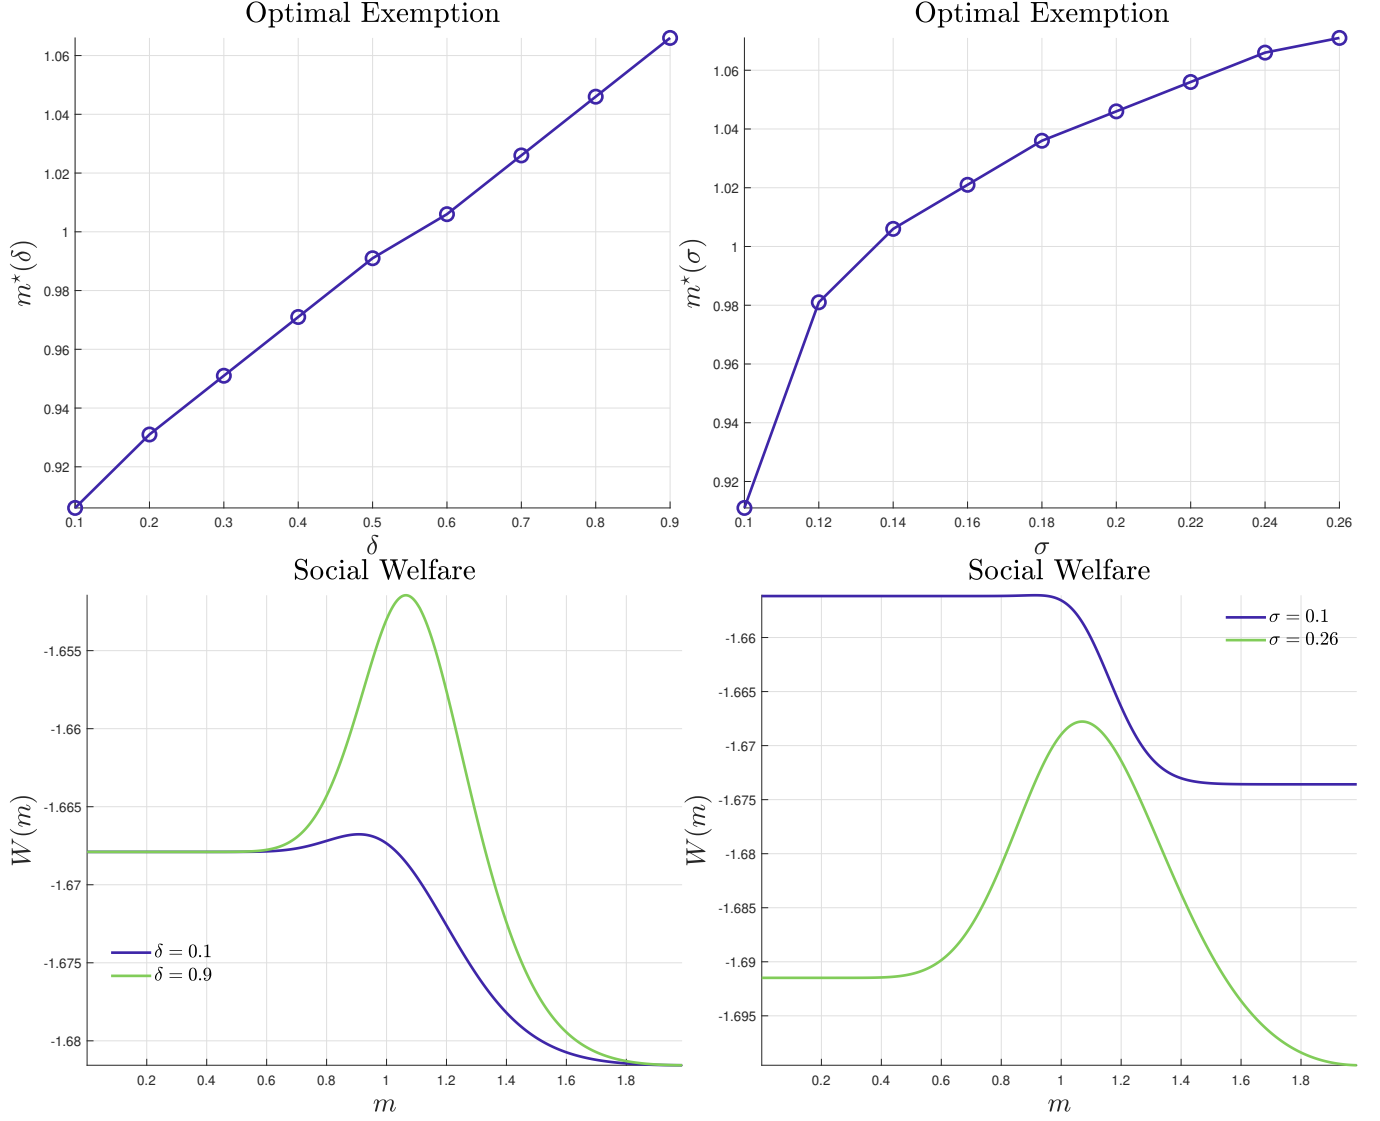 Optimal Exemption
1.06
1.04
1.02
1
0.98
0.96
0.94
0.92
m⋆(δ)
0.1 0.2 0.3 0.4 0.5 0.6 0.7 0.8 0.9
δ
Optimal Exemption
1.06
1.04
1.02
1
0.98
0.96
0.94
0.92
m⋆(σ)
0.1 0.12 0.14 0.16 0.18 0.2 0.22 0.24 0.26
σ
Social Welfare
-1.655
-1.66
-1.665
-1.67
-1.675
-1.68
W(m)
δ = 0.1
δ = 0.9
0.2 0.4 0.6 0.8 1 1.2 1.4 1.6 1.8
m
Social Welfare
-1.66
-1.665
-1.67
-1.675
-1.68
-1.685
-1.69
-1.695
W(m)
σ = 0.1
σ = 0.26
0.2 0.4 0.6 0.8 1 1.2 1.4 1.6 1.8
m